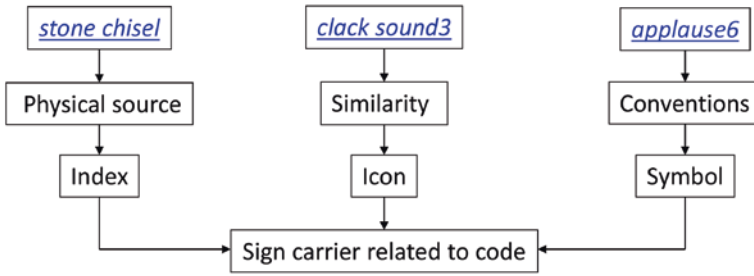 stone chisel
clack sound3
applause6
Physical source
Similarity
Conventions
Index
Icon
Symbol
Sign carrier related to code